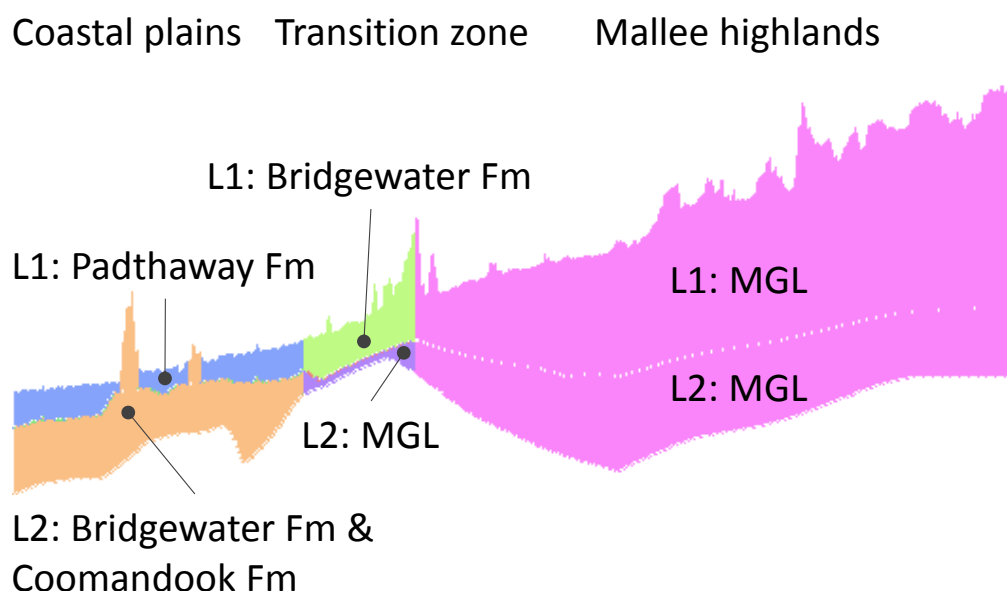 Coastal plains Transition zone Mallee highlands
L1: Bridgewater Fm
L1: Padthaway Fm
L1: MGL
L2: MGL
L2: MGL
L2: Bridgewater Fm &
Coomandook Fm